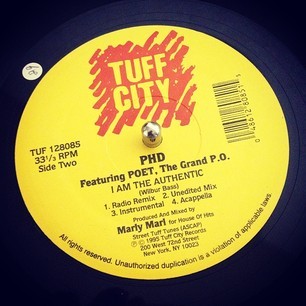 TUFF
CITY
TUF 128085
33⅓ RPM
Side Two
PHD
Featuring POET, The Grand P.O.
I AM THE AUTHENTIC
(Wilbur Bass)
1. Radio Remix 2. Unedited Mix
3. Instrumental 4. Acappella
Produced And Mixed by
Marly Marl for House Of Hits
Street Tuff Tunes (ASCAP)
Ⓟ © 1995 Tuff City Records
200 West 72nd Street
New York, NY 10023
All rights reserved. Unauthorized duplication is a violation of applicable laws.